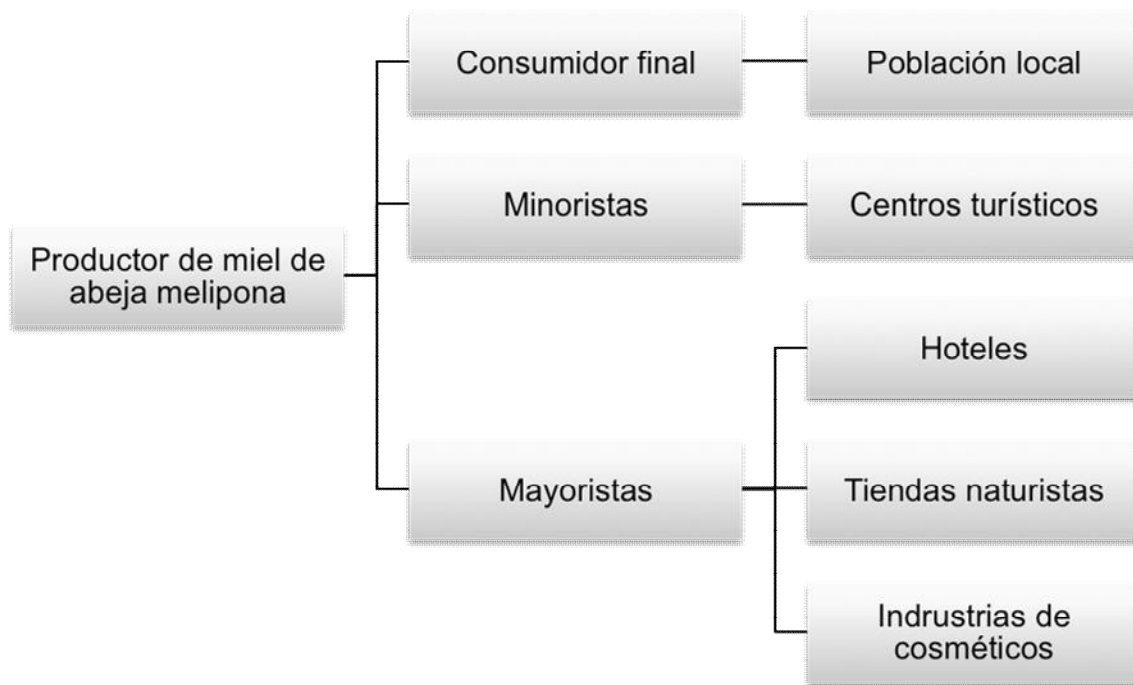 Consumidor final
Población local
Minoristas
Centros turísticos
Productor de miel de
abeja melipona
Hoteles
Mayoristas
Tiendas naturistas
Indrustrias de
cosméticos